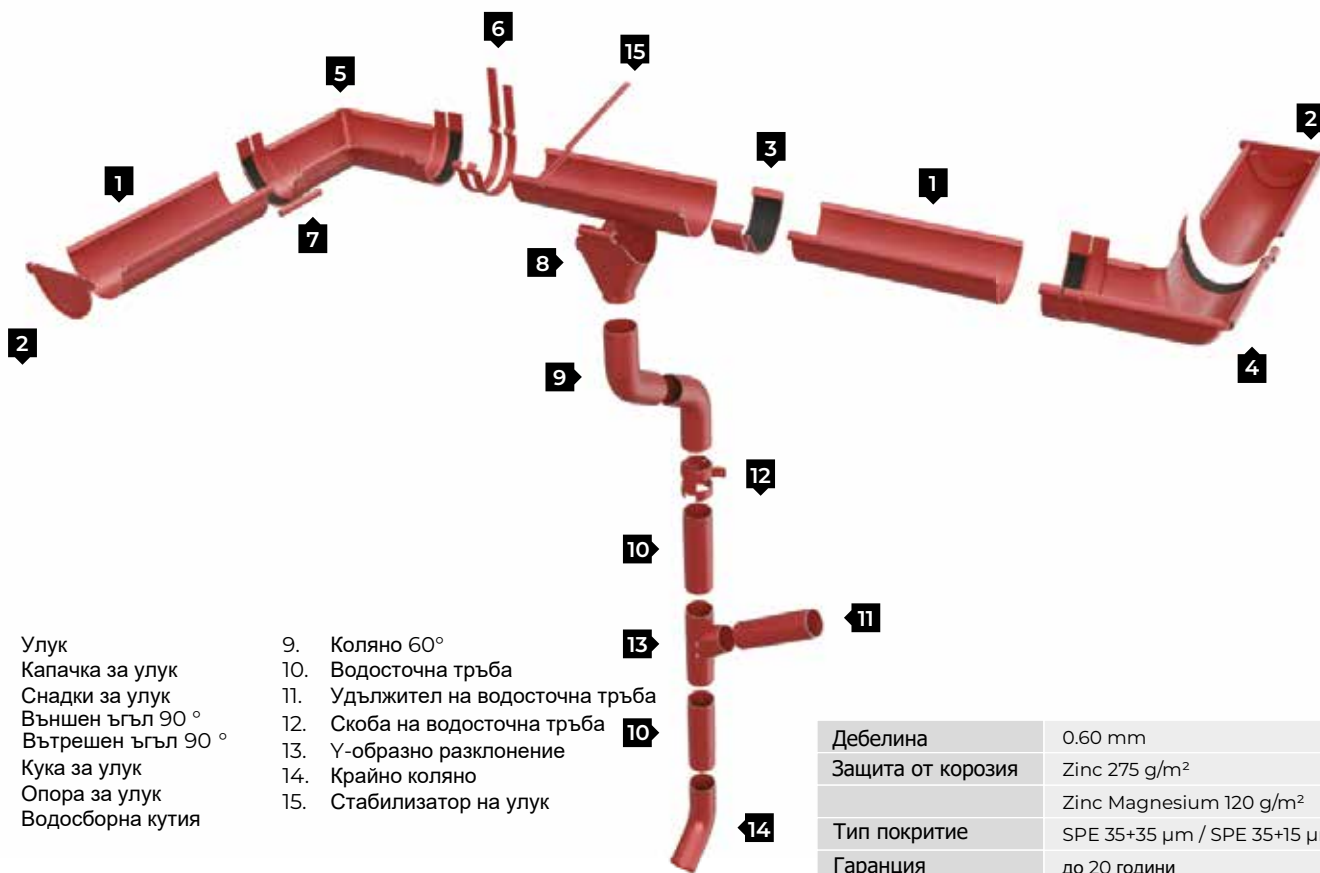 6
15
5
2
3
1
1
7
8
2
9
4
12
10
11
13
10
14
Улук
Капачка за улук
Снадки за улук
Външен ъгъл 90 °
Вътрешен ъгъл 90 °
Кука за улук
Опора за улук
Водосборна кутия
9. Коляно 60°
10. Водосточна тръба
11. Удължител на водосточна тръба
12. Скоба на водосточна тръба
13. Y-образно разклонение
14. Крайно коляно
15. Стабилизатор на улук
Дебелина 0.60 mm
Защита от корозия Zinc 275 g/m²
Zinc Magnesium 120 g/m²
Тип покритие SPE 35+35 µm / SPE 35+15 µ
Гаранция до 20 години